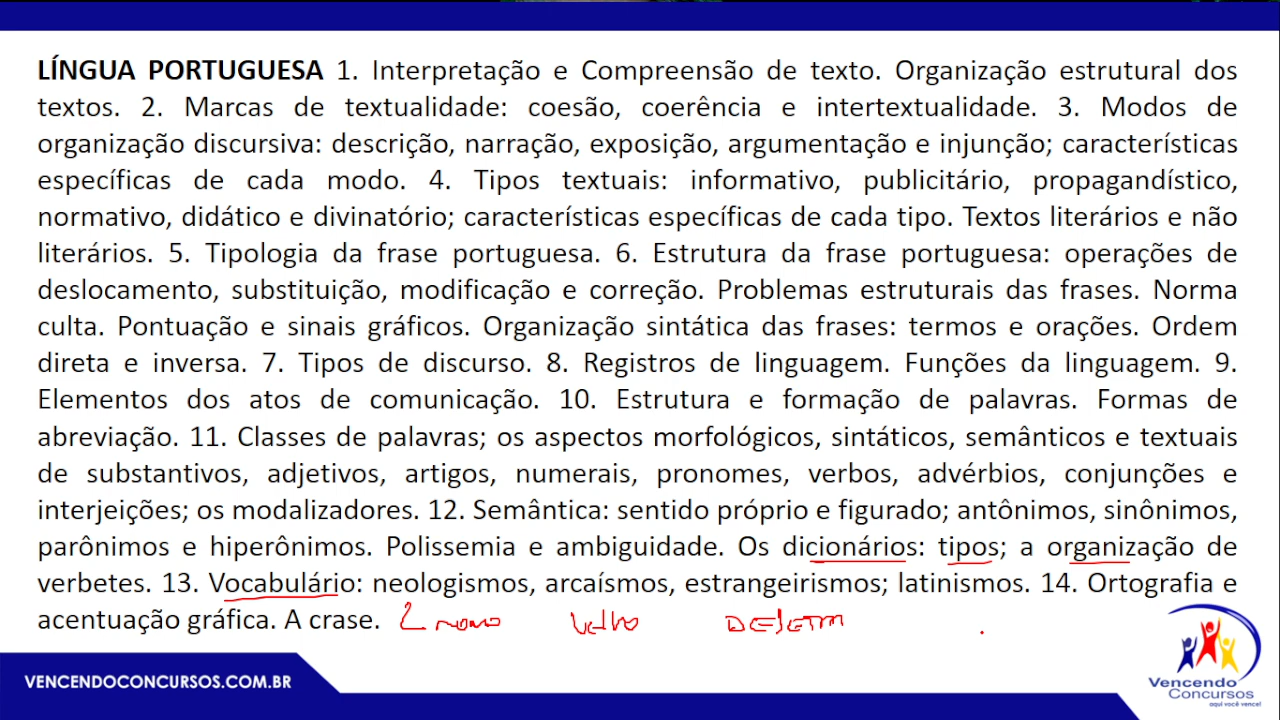 LÍNGUA PORTUGUESA 1. Interpretação e Compreensão de texto. Organização estrutural dos
textos. 2. Marcas de textualidade: coesão, coerência e intertextualidade. 3. Modos de
organização discursiva: descrição, narração, exposição, argumentação e injunção; características
específicas de cada modo. 4. Tipos textuais: informativo, publicitário, propagandístico,
normativo, didático e divinatório; características específicas de cada tipo. Textos literários e não
literários. 5. Tipologia da frase portuguesa. 6. Estrutura da frase portuguesa: operações de
deslocamento, substituição, modificação e correção. Problemas estruturais das frases. Norma
culta. Pontuação e sinais gráficos. Organização sintática das frases: termos e orações. Ordem
direta e inversa. 7. Tipos de discurso. 8. Registros de linguagem. Funções da linguagem. 9.
Elementos dos atos de comunicação. 10. Estrutura e formação de palavras. Formas de
abreviação. 11. Classes de palavras; os aspectos morfológicos, sintáticos, semânticos e textuais
de substantivos, adjetivos, artigos, numerais, pronomes, verbos, advérbios, conjunções e
interjeições; os modalizadores. 12. Semântica: sentido próprio e figurado; antônimos, sinônimos,
parônimos e hiperônimos. Polissemia e ambiguidade. Os dicionários: tipos; a organização de
verbetes. 13. Vocabulário: neologismos, arcaísmos, estrangeirismos; latinismos. 14. Ortografia e
acentuação gráfica. A crase.
VENCENDOCONCURSOS.COM.BR
Vencendo
Concursos
aqui você vence!